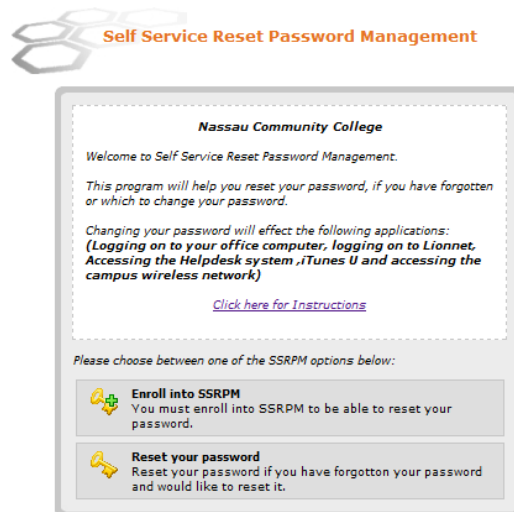 Self Service Reset Password Management
Nassau Community College
Welcome to Self Service Reset Password Management.
This program will help you reset your password, if you have forgotten
or which to change your password.
Changing your password will effect the following applications:
(Logging on to your office computer, logging on to Lionnet,
Accessing the Helpdesk system ,iTunes U and accessing the
campus wireless network)
Click here for Instructions
Please choose between one of the SSRPM options below:
Enroll into SSRPM
You must enroll into SSRPM to be able to reset your
password.
Reset your password
Reset your password if you have forgotton your password
and would like to reset it.